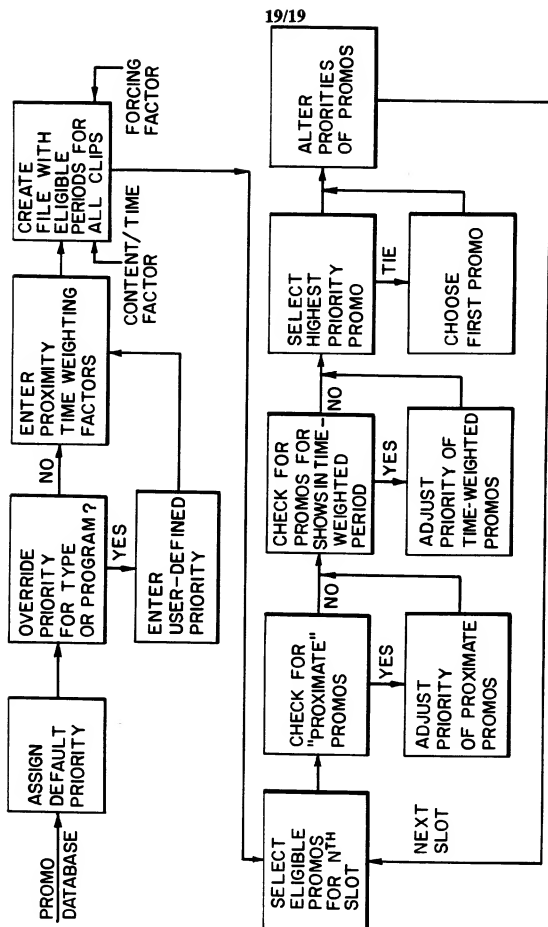 19/19
PROMO
DATABASE
ASSIGN
DEFAULT
PRIORITY
OVERRIDE
PRIORITY
FOR TYPE
OR PROGRAM?
NO
YES
ENTER
USER-DEFINED
PRIORITY
ENTER
PROXIMITY
TIME WEIGHTING
FACTORS
CREATE
FILE WITH
ELIGIBLE
PERIODS FOR
ALL CLIPS
CONTENT/TIME
FACTOR
FORCING
FACTOR
SELECT
ELIGIBLE
PROMOS
FOR NTH
SLOT
NEXT
SLOT
CHECK FOR
"PROXIMATE"
PROMOS
NO
YES
ADJUST
PRIORITY
OF PROXIMATE
PROMOS
CHECK FOR
PROMOS FOR
SHOWS IN TIME-
WEIGHTED
PERIOD
NO
YES
ADJUST
PRIORITY OF
TIME-WEIGHTED
PROMOS
SELECT
HIGHEST
PRIORITY
PROMO
TIE
CHOOSE
FIRST PROMO
ALTER
PRORITIES
OF PROMOS